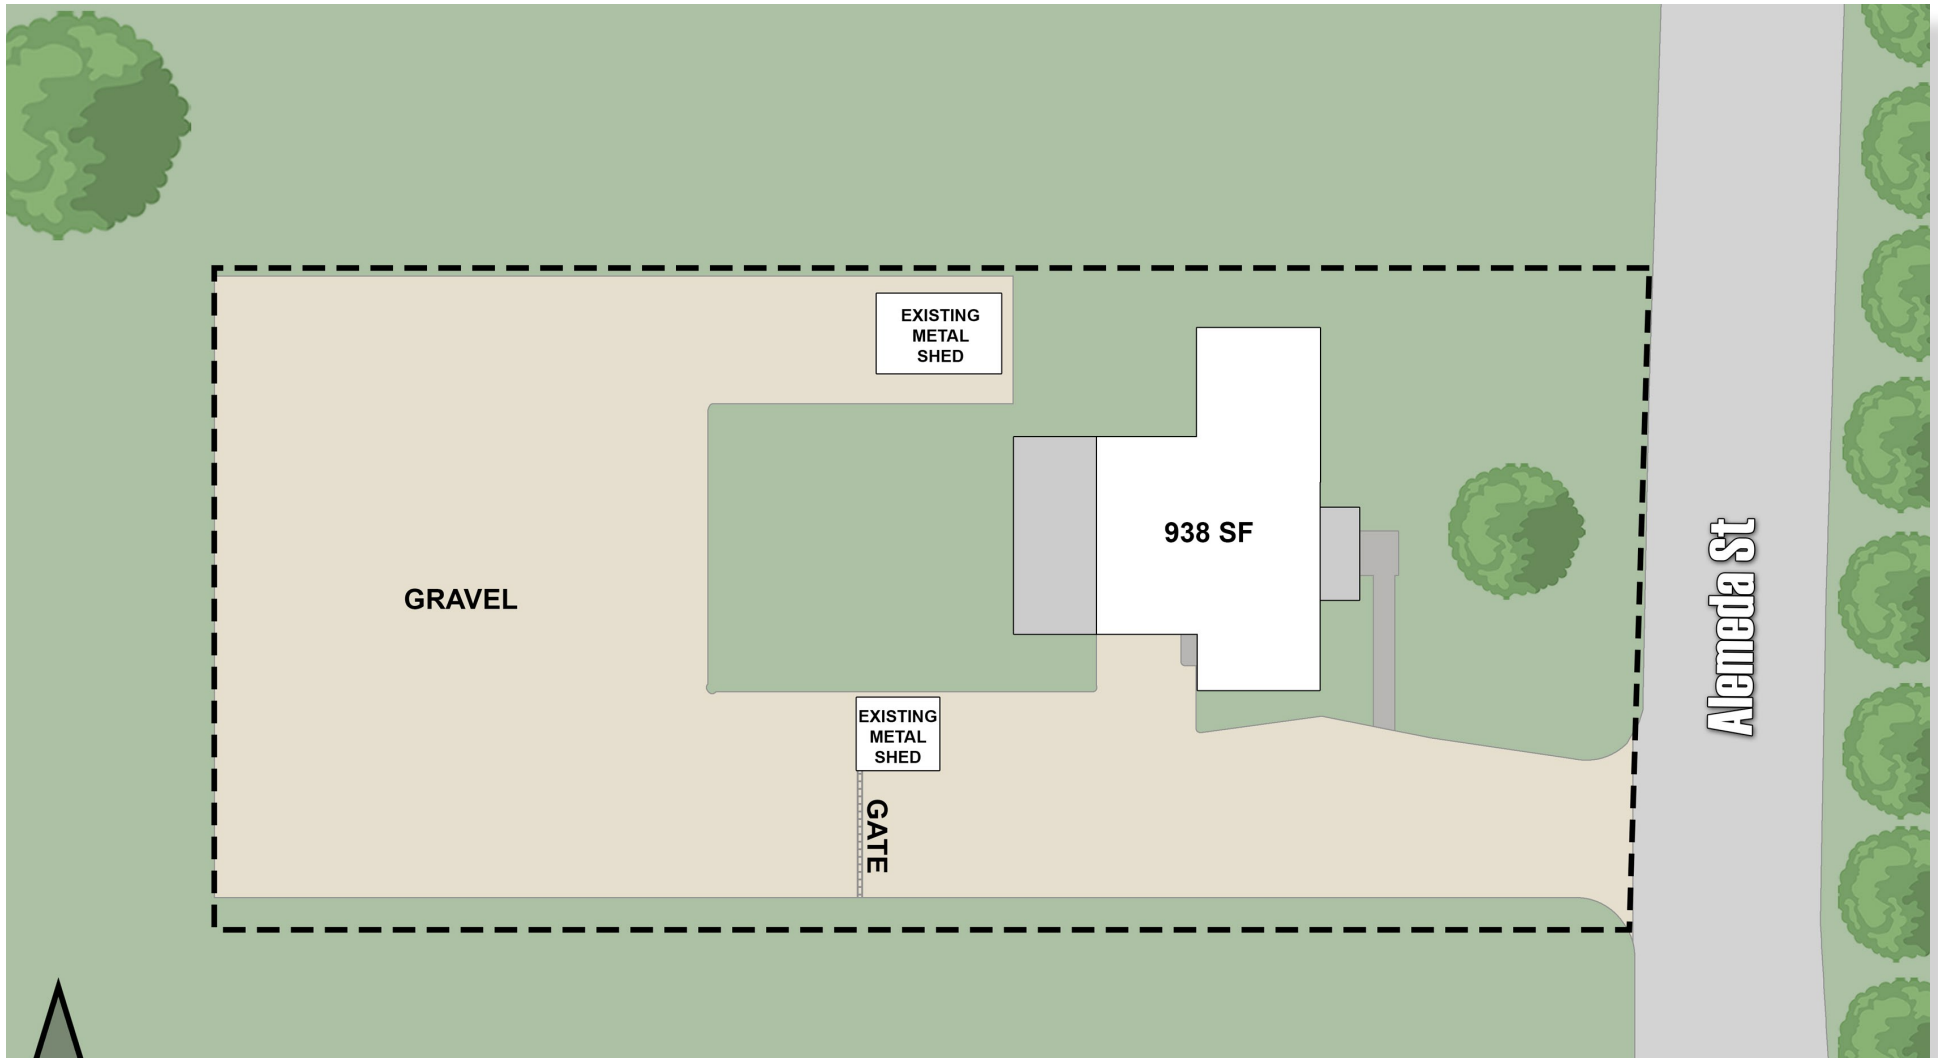 EXISTING
METAL
SHED
938 SF
GRAVEL
Alemeda St
EXISTING
METAL
SHED
GATE